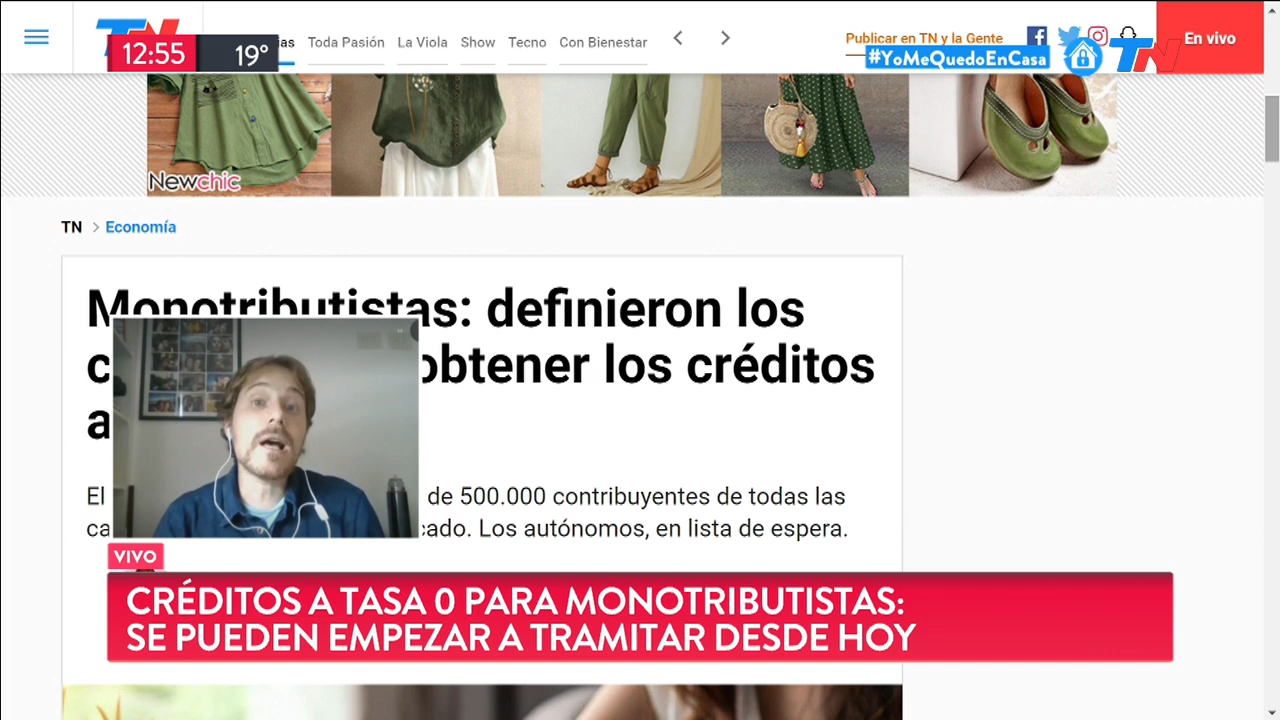 TN
12:55 19°
ias Toda Pasión La Viola Show Tecno Con Bienestar
Publicar en TN y la Gente
En vivo
#YoMeQuedoEnCasa
TN
Newchic
TN > Economía
Monotributistas: definieron los
c obtener los créditos
a
El de 500.000 contribuyentes de todas las
ca cado. Los autónomos, en lista de espera.
VIVO
CRÉDITOS A TASA 0 PARA MONOTRIBUTISTAS:
SE PUEDEN EMPEZAR A TRAMITAR DESDE HOY